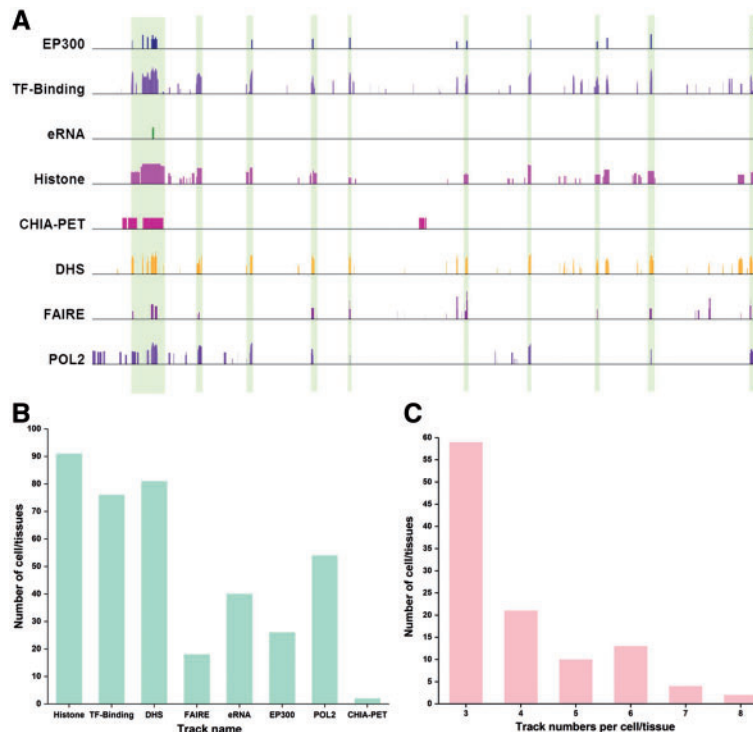 A
EP300
TF-Binding
eRNA
Histone
CHIA-PET
DHS
FAIRE
POL2
B
Number of cell/tissues
100
90
80
70
60
50
40
30
20
10
0
Histone TF-Binding DHS FAIRE eRNA EP300 POL2 CHIA-PET
Track name
C
Number of cell/tissues
60
55
50
45
40
35
30
25
20
15
10
5
0
3 4 5 6 7 8
Track numbers per cell/tissue